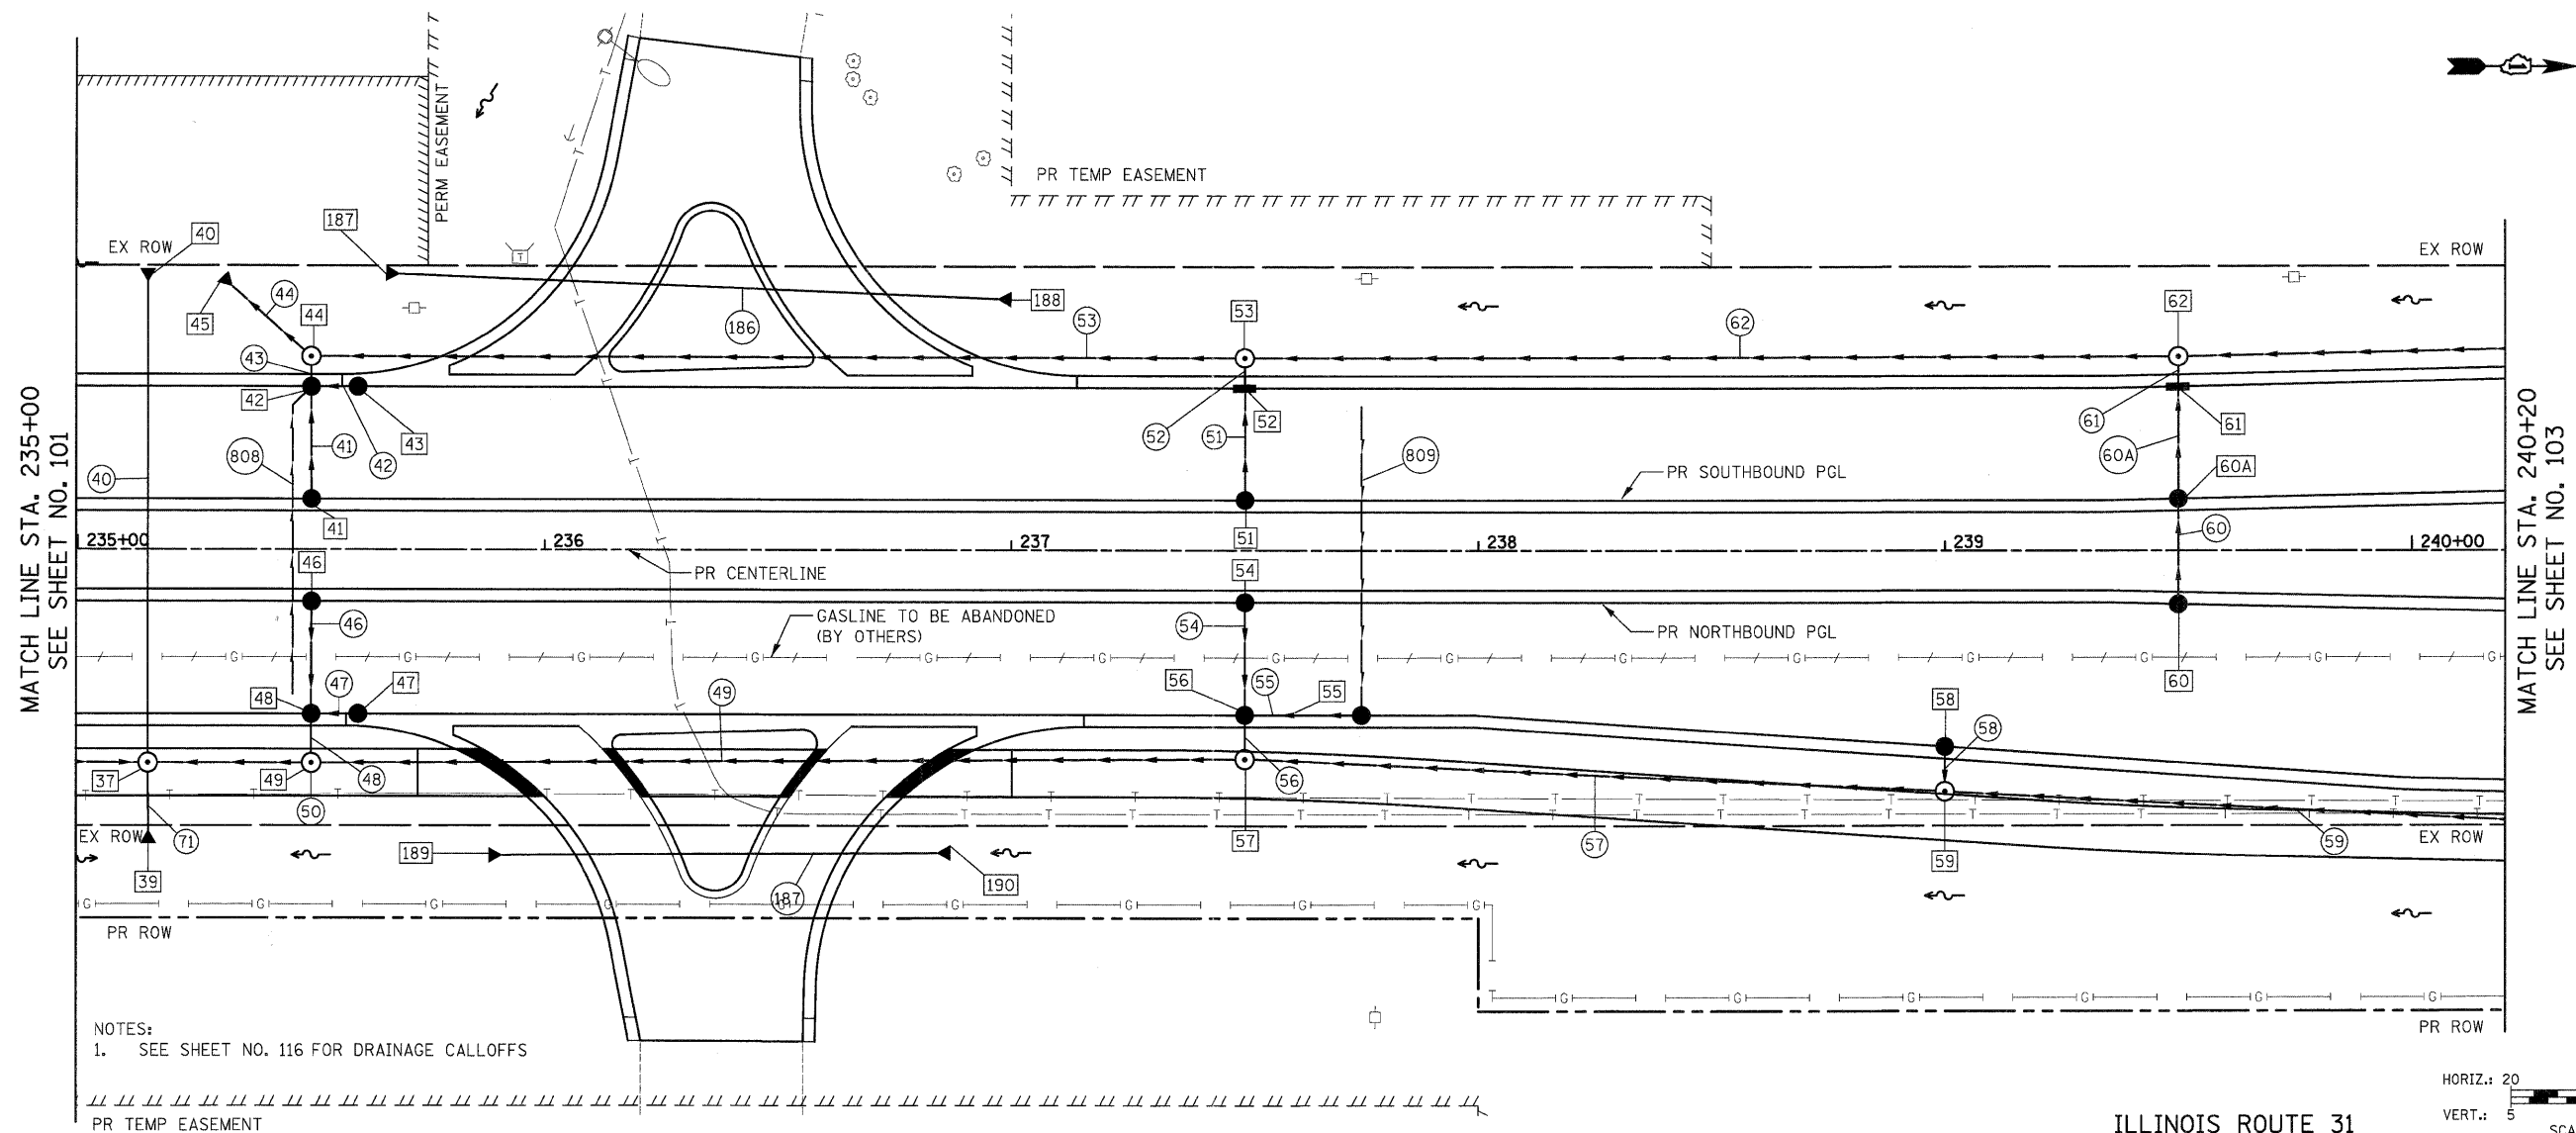 PERM EASEMENT
PR TEMP EASEMENT
187
40
EX ROW
EX ROW
T
45
44
44
188
186
53
53
62
62
43
42
43
41
42
52
51
52
809
61
60A
61
60A
40
808
MATCH LINE STA. 235+00
SEE SHEET NO. 101
MATCH LINE STA. 240+20
SEE SHEET NO. 103
PR SOUTHBOUND PGL
41
51
60
235+00
236
237
238
239
240+00
46
PR CENTERLINE
54
46
GASLINE TO BE ABANDONED
(BY OTHERS)
54
PR NORTHBOUND PGL
G G G G G G G G G
48
47
47
49
56
55
55
60
58
58
37
49
48
56
50
T T T T
EX ROW
71
57
57
59
59
EX ROW
39
189
190
187
G G G G G G G
PR ROW
G G G G G G
PR ROW
NOTES:
1. SEE SHEET NO. 116 FOR DRAINAGE CALLOFFS
PR TEMP EASEMENT
HORIZ.: 20
VERT.: 5
SCA
ILLINOIS ROUTE 31